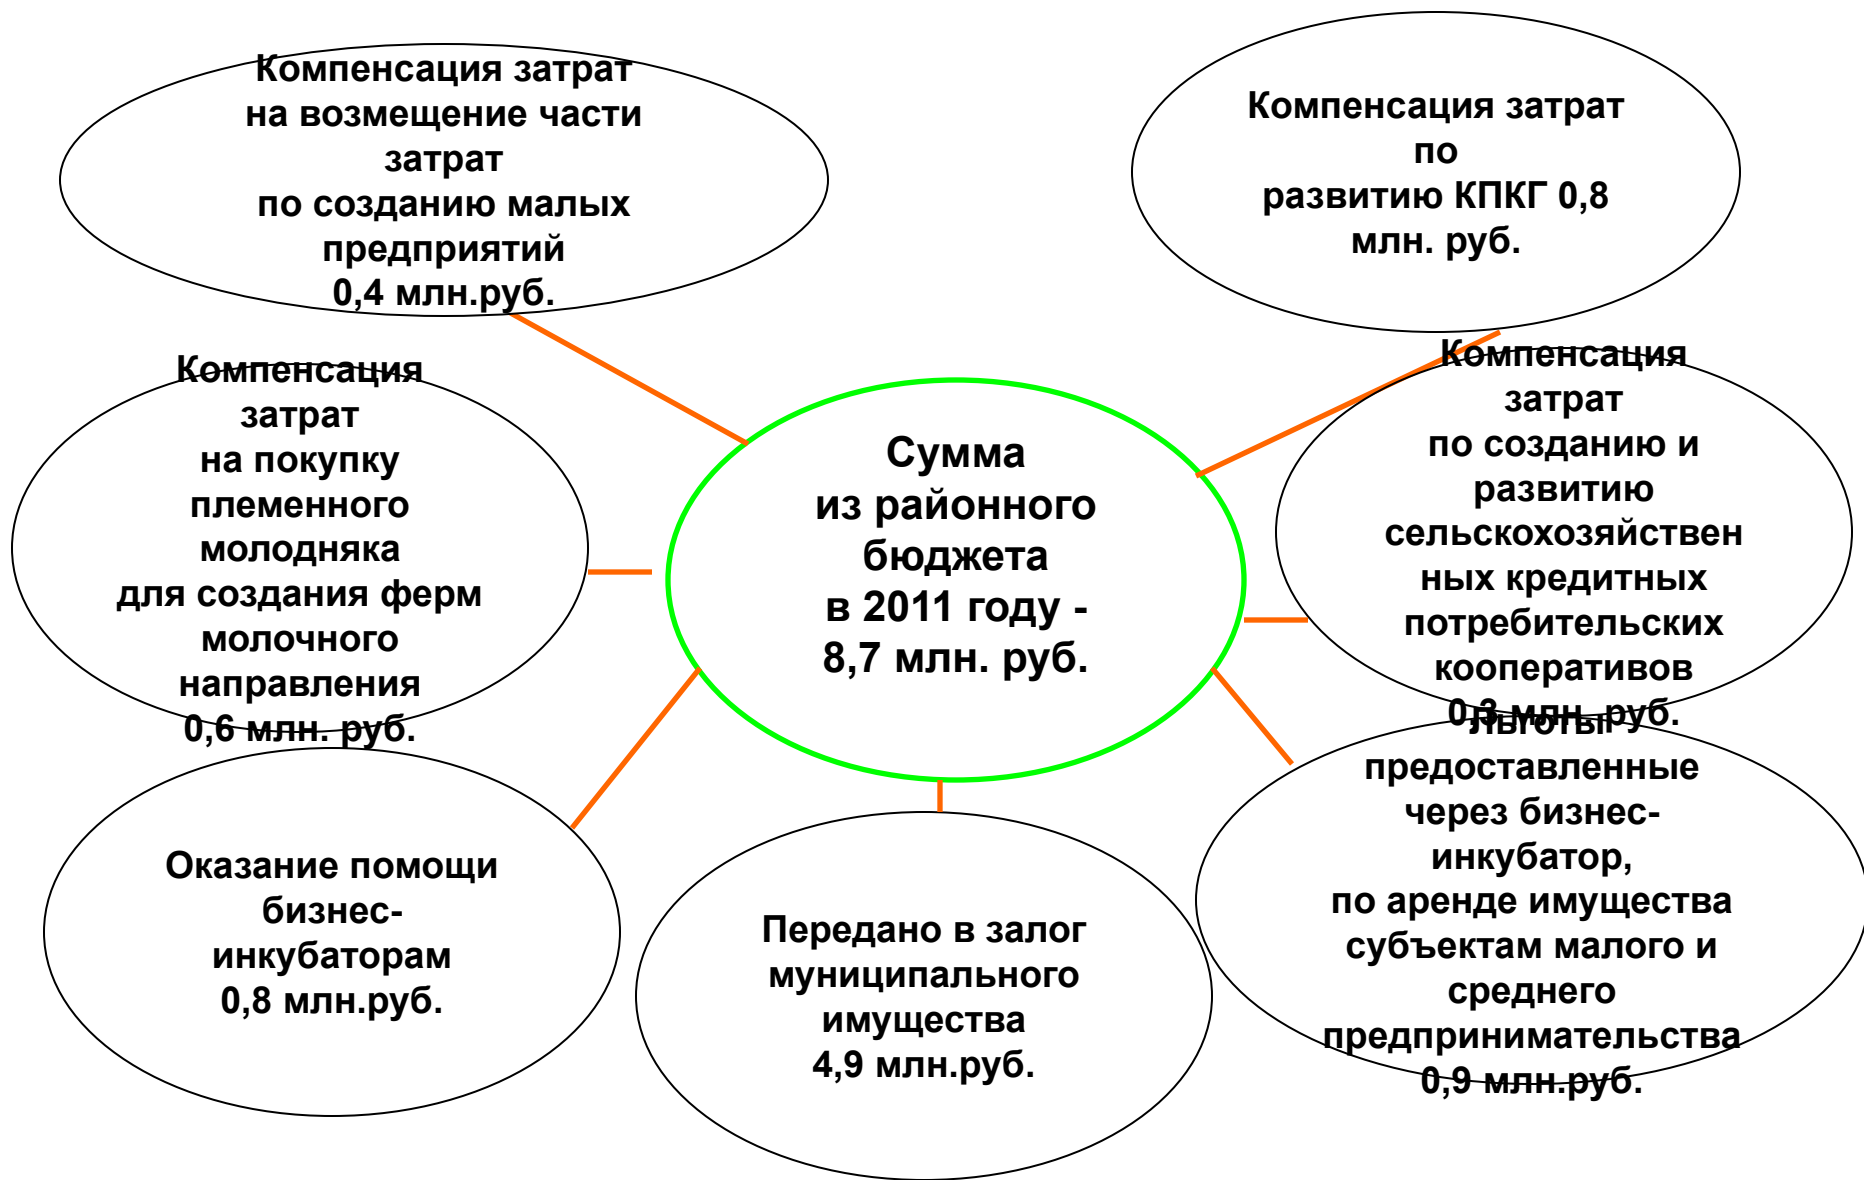 Компенсация затрат
на возмещение части
затрат
по созданию малых
предприятий
0,4 млн.руб.
Компенсация затрат
по
развитию КПКГ 0,8
млн. руб.
Компенсация
затрат
на покупку
племенного
молодняка
для создания ферм
молочного
направления
0,6 млн. руб.
Сумма
из районного
бюджета
в 2011 году -
8,7 млн. руб.
Компенсация
затрат
по созданию и
развитию
сельскохозяйствен
ных кредитных
потребительских
кооперативов
0,3 млн. руб.
Оказание помощи
бизнес-
инкубаторам
0,8 млн.руб.
Передано в залог
муниципального
имущества
4,9 млн.руб.
Льготы
предоставленные
через бизнес-
инкубатор,
по аренде имущества
субъектам малого и
среднего
предпринимательства
0,9 млн.руб.